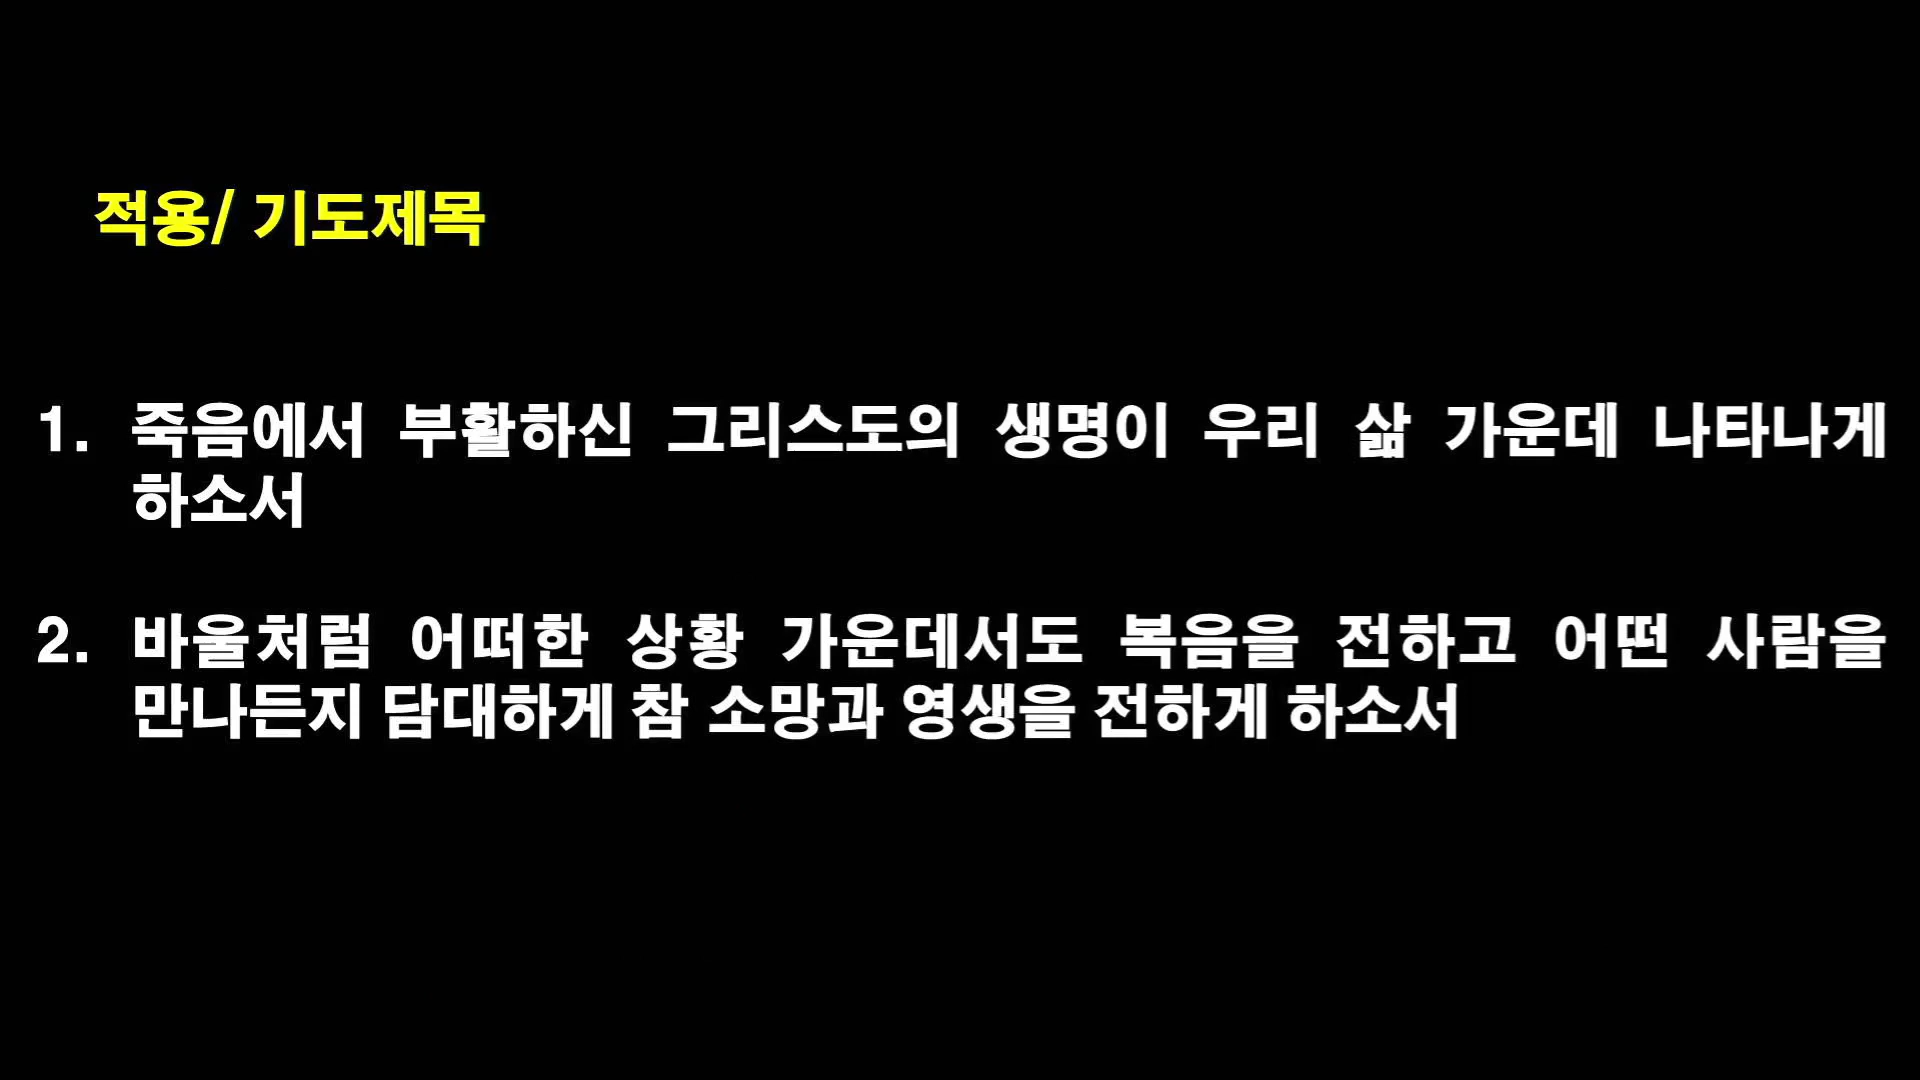 적용/ 기도제목
1. 죽음에서 부활하신 그리스도의 생명이 우리 삶 가운데 나타나게
하소서
2. 바울처럼 어떠한 상황 가운데서도 복음을 전하고 어떤 사람을
만나든지 담대하게 참 소망과 영생을 전하게 하소서